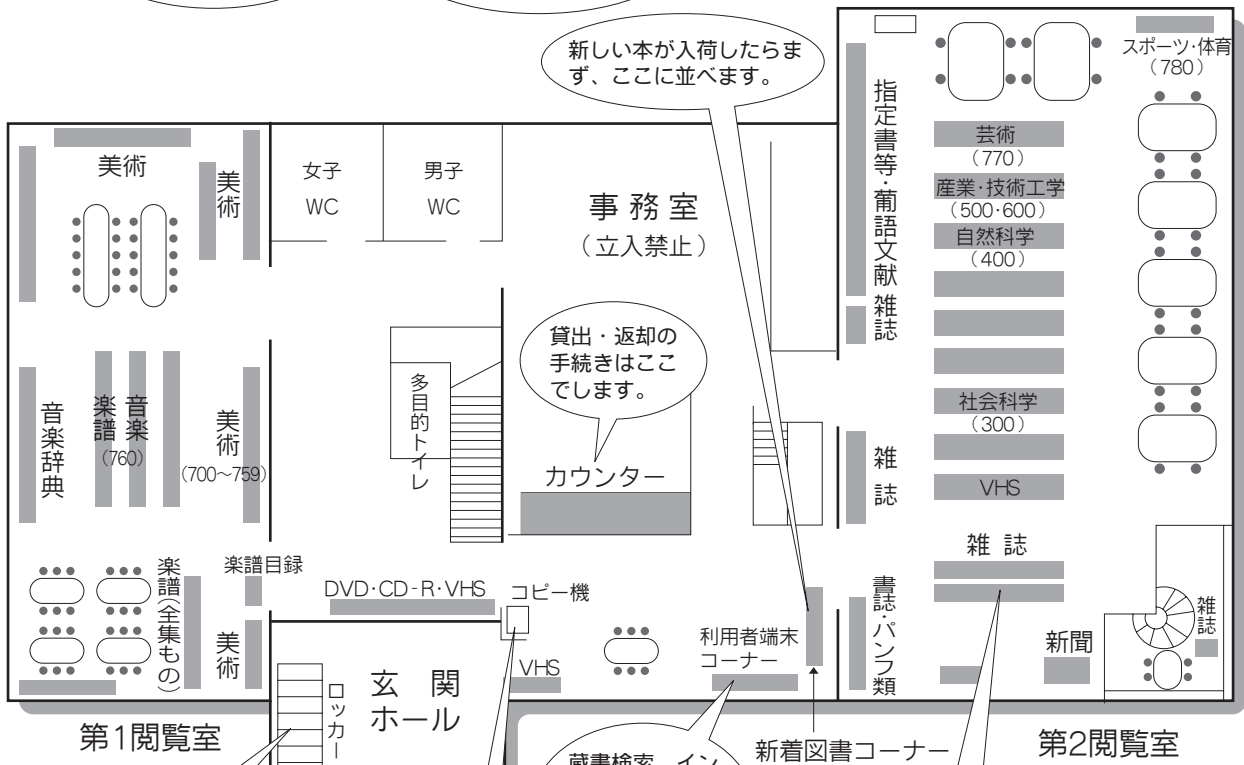 新しい本が入荷したらま
ず、ここに並べます。
スポーツ・体育
(780)
指定書等・葡語文献
雑誌
芸術
(770)
産業・技術工学
(500・600)
自然科学
(400)
社会科学
(300)
VHS
雑誌
雑誌
書誌・パンフ類
新聞
雑誌
第2閲覧室
美術
美術
女子
WC
男子
WC
事務室
(立入禁止)
貸出・返却の
手続きはここ
でします。
カウンター
多目的トイレ
音楽辞典
楽譜
音楽
(760)
美術
(700〜759)
楽譜目録
楽譜(全集もの)
美術
DVD・CD-R・VHS
コピー機
VHS
利用者端末
コーナー
玄関
ホール
ロッカー
第1閲覧室
新着図書コーナー